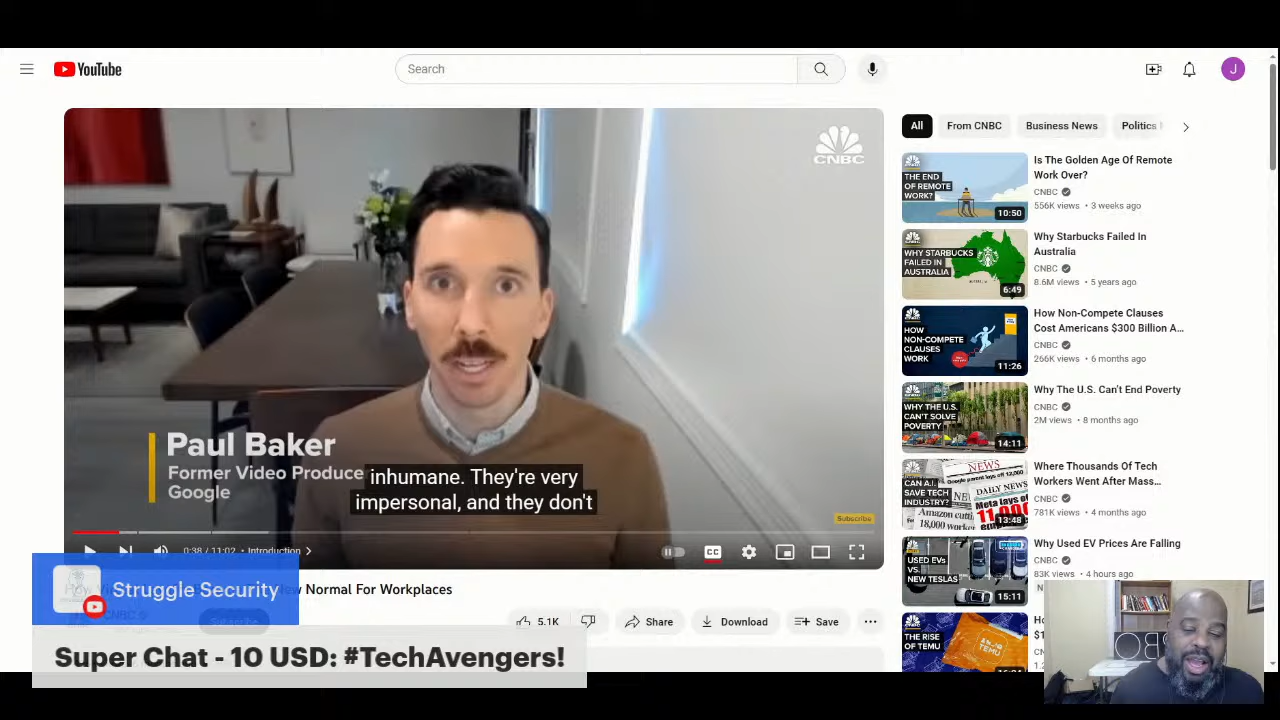 YouTube
Search
J
CNBC
Paul Baker
Former Video Produce
Google
inhumane. They're very
impersonal, and they don't
Subscribe
0:38 / 11:02 · Introduction
CC
New Normal For Workplaces
Subscribe
5.1K
Share
Download
Save
Struggle Security
Super Chat - 10 USD: #TechAvengers!
All
From CNBC
Business News
Politics
THE END
OF REMOTE
WORK?
10:50
Is The Golden Age Of Remote
Work Over?
CNBC
556K views · 3 weeks ago
WHY STARBUCKS
FAILED IN
AUSTRALIA
6:49
Why Starbucks Failed In
Australia
CNBC
8.6M views · 5 years ago
HOW
NON-COMPETE
CLAUSES
WORK
11:26
How Non-Compete Clauses
Cost Americans $300 Billion A...
CNBC
266K views · 6 months ago
WHY THE U.S.
CAN'T SOLVE
POVERTY
14:11
Why The U.S. Can't End Poverty
CNBC
2M views · 8 months ago
NEWS
DAILY NEWS
CAN A.I.
SAVE TECH
INDUSTRY?
13:48
Where Thousands Of Tech
Workers Went After Mass...
CNBC
781K views · 4 months ago
USED EVs
VS.
NEW TESLAS
15:11
Why Used EV Prices Are Falling
CNBC
83K views · 4 hours ago
THE RISE
OF TEMU